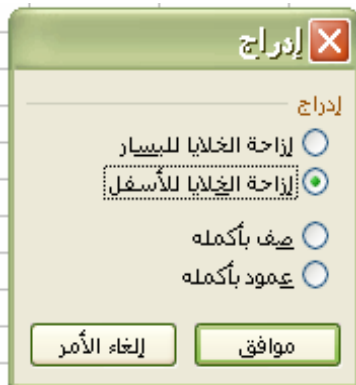 إدراج
إدراج
إزاحة الخلايا لليسار
إزاحة الخلايا للأسفل
صف بأكمله
عمود بأكمله
موافق
إلغاء الأمر